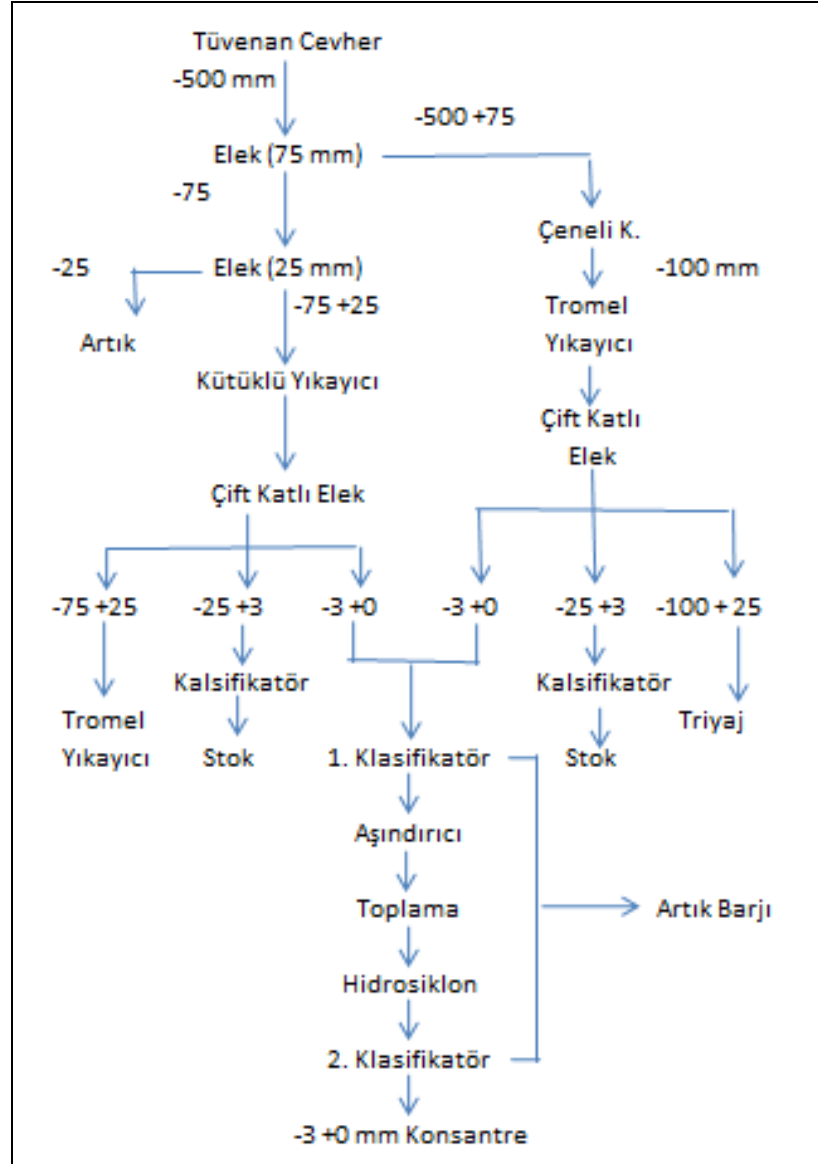 Tüvenan Cevher
-500 mm
-500 +75
Elek (75 mm)
-75
Çeneli K.
-25
Elek (25 mm)
-100 mm
-75 +25
Tromel
Yıkayıcı
Artık
Kütüklü Yıkayıcı
Çift Katlı
Elek
Çift Katlı Elek
-75 +25
-25 +3
-3 +0
-3 +0
-25 +3
-100 + 25
Kalsifikatör
Kalsifikatör
Tromel
Yıkayıcı
Stok
1. Klasifikatör
Stok
Triyaj
Aşındırıcı
Toplama
Artık Barjı
Hidrosiklon
2. Klasifikatör
-3 +0 mm Konsantre